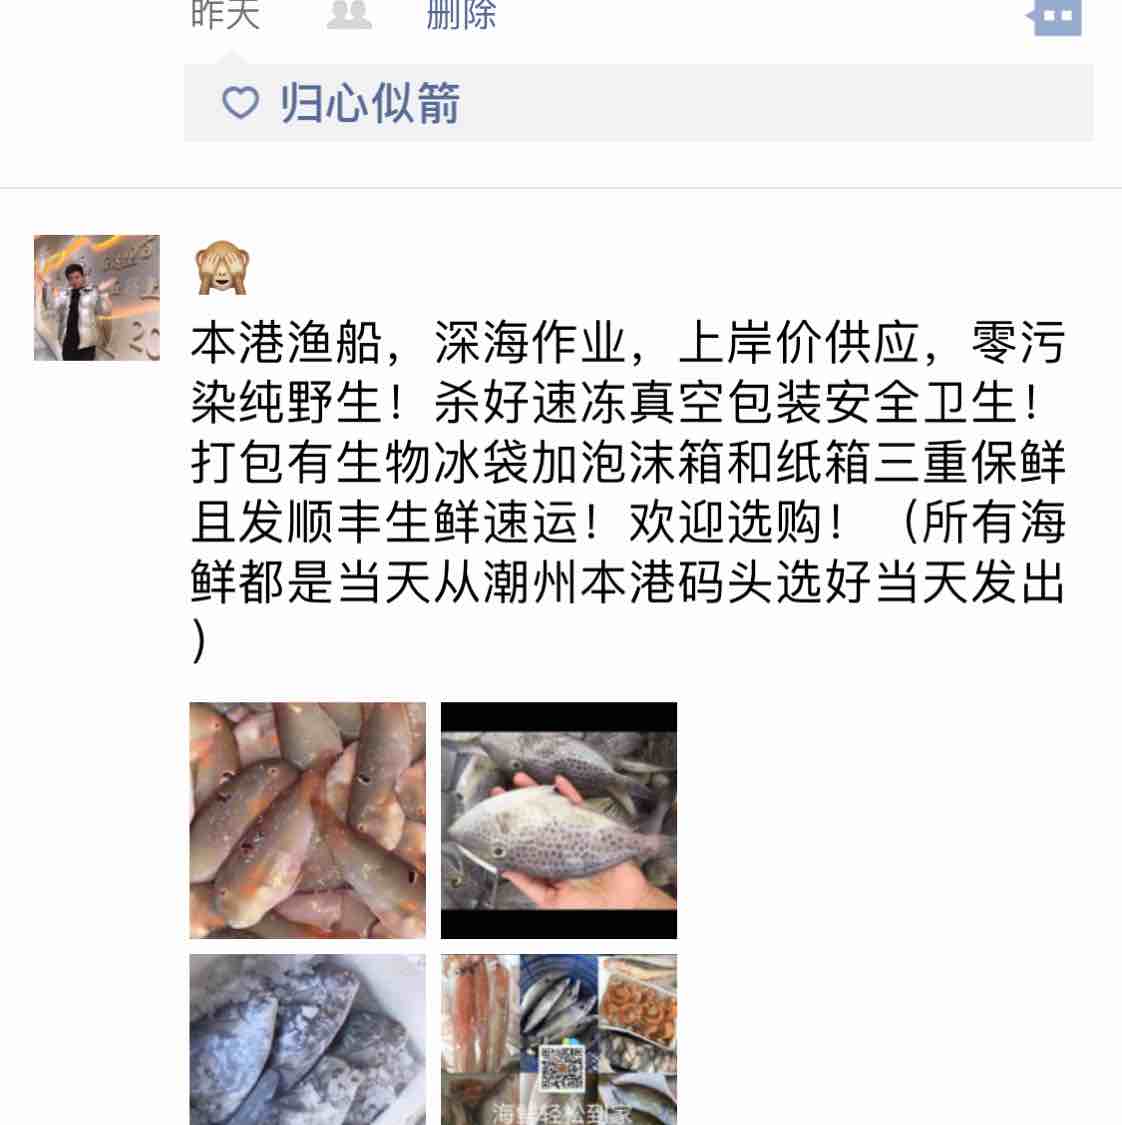 昨天
删除
归心似箭
本港渔船，深海作业，上岸价供应，零污
染纯野生！杀好速冻真空包装安全卫生！
打包有生物冰袋加泡沫箱和纸箱三重保鲜
且发顺丰生鲜速运！欢迎选购！（所有海
鲜都是当天从潮州本港码头选好当天发出
）
海鲜轻松到家